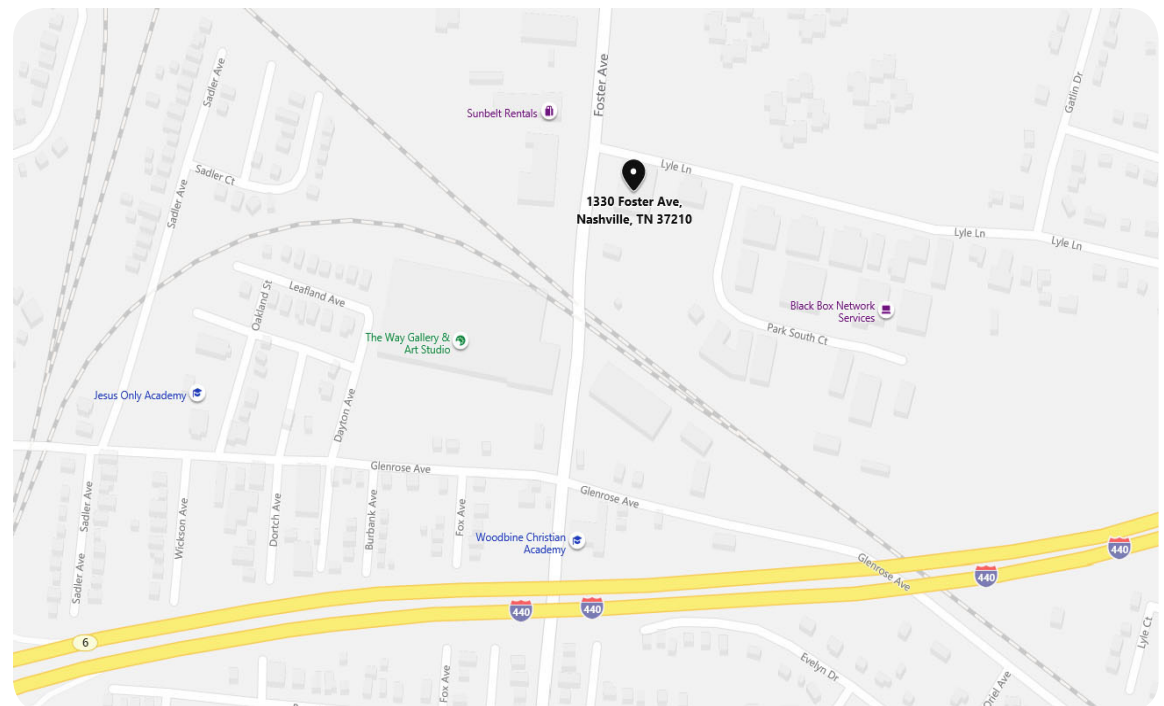 Foster Ave
Gatlin Dr
Sadler Ave
Sunbelt Rentals
Lyle Ln
Sadler Ct
Sadler Ave
1330 Foster Ave,
Nashville, TN 37210
Lyle Ln
Lyle Ln
Oakland St
Leafland Ave
Black Box Network
Services
Park South Ct
The Way Gallery &
Art Studio
Jesus Only Academy
Dayton Ave
Glenrose Ave
Glenrose Ave
Sadler Ave
Wickson Ave
Dortch Ave
Burbank Ave
Fox Ave
Woodbine Christian
Academy
440
Glenrose Ave
440
Sadler Ave
440
440
6
Lyle Ct
Evelyn Dr
Fox Ave
Oriel Ave